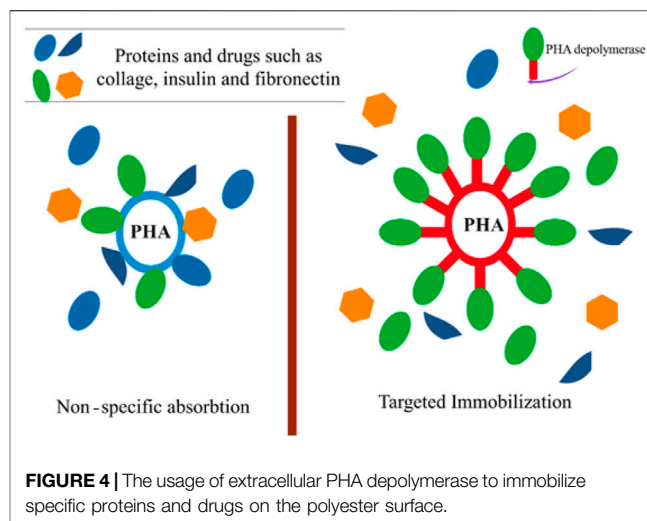 Proteins and drugs such as
collage, insulin and fibronectin
PHA depolymerase
PHA
PHA
Non-specific absorbtion
Targeted Immobilization
FIGURE 4 | The usage of extracellular PHA depolymerase to immobilize
specific proteins and drugs on the polyester surface.